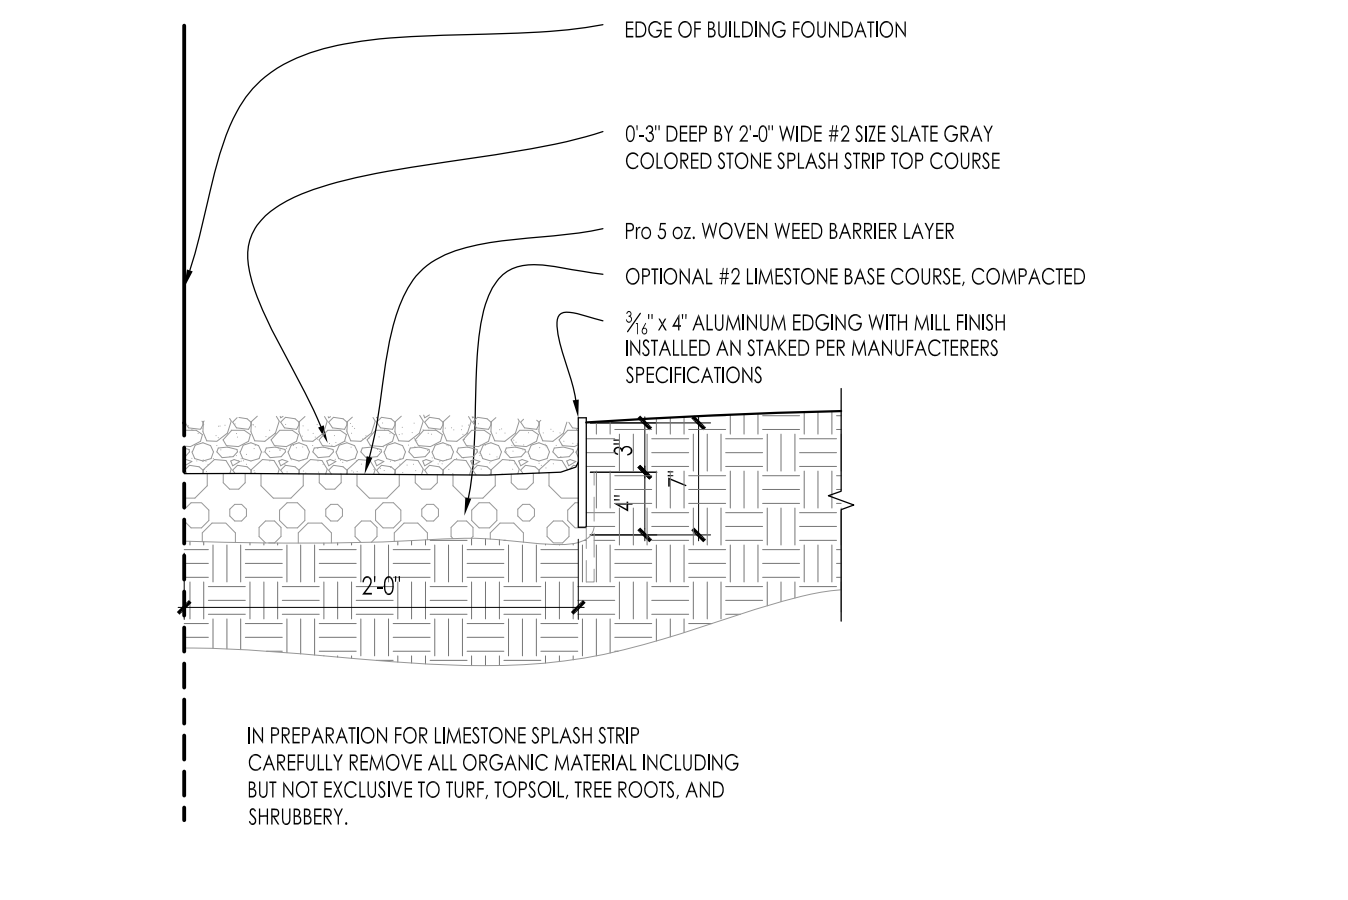 EDGE OF BUILDING FOUNDATION
0'-3" DEEP BY 2'-0" WIDE #2 SIZE SLATE GRAY
COLORED STONE SPLASH STRIP TOP COURSE
Pro 5 oz. WOVEN WEED BARRIER LAYER
OPTIONAL #2 LIMESTONE BASE COURSE, COMPACTED
3/16" x 4" ALUMINUM EDGING WITH MILL FINISH
INSTALLED AN STAKED PER MANUFACTERERS
SPECIFICATIONS
3"
7"
4"
2'-0"
IN PREPARATION FOR LIMESTONE SPLASH STRIP
CAREFULLY REMOVE ALL ORGANIC MATERIAL INCLUDING
BUT NOT EXCLUSIVE TO TURF, TOPSOIL, TREE ROOTS, AND
SHRUBBERY.